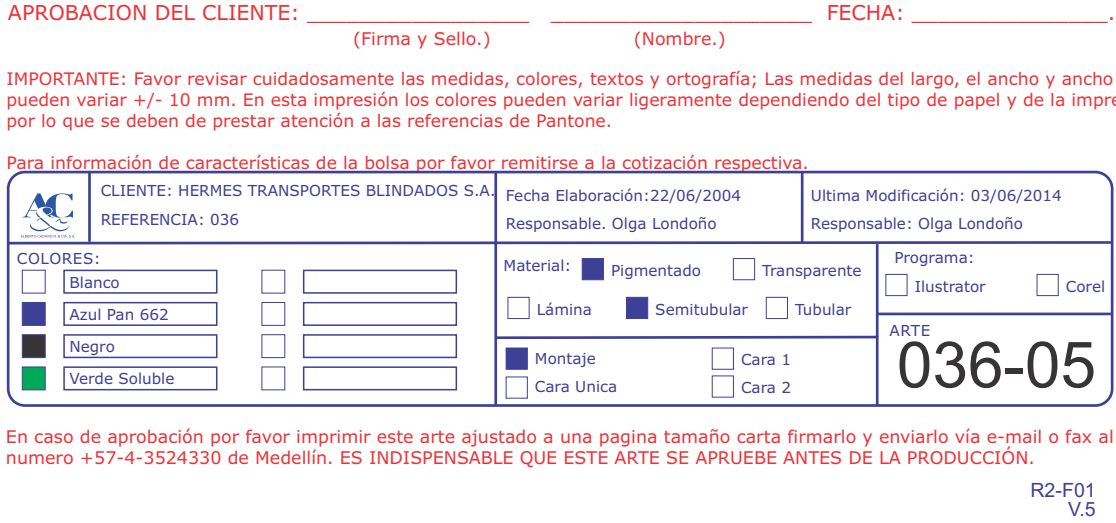 APROBACION DEL CLIENTE: _________________ ____________________ FECHA: _______________.
(Firma y Sello.) (Nombre.)
IMPORTANTE: Favor revisar cuidadosamente las medidas, colores, textos y ortografía; Las medidas del largo, el ancho y ancho
pueden variar +/- 10 mm. En esta impresión los colores pueden variar ligeramente dependiendo del tipo de papel y de la impre
por lo que se deben de prestar atención a las referencias de Pantone.
Para información de características de la bolsa por favor remitirse a la cotización respectiva.
A&C
CLIENTE: HERMES TRANSPORTES BLINDADOS S.A.
REFERENCIA: 036
Fecha Elaboración:22/06/2004
Responsable. Olga Londoño
Ultima Modificación: 03/06/2014
Responsable: Olga Londoño
COLORES:
Blanco
Azul Pan 662
Negro
Verde Soluble
Material: Pigmentado Transparente
Lámina Semitubular Tubular
Montaje Cara 1
Cara Unica Cara 2
Programa:
Ilustrator Corel
ARTE
036-05
En caso de aprobación por favor imprimir este arte ajustado a una pagina tamaño carta firmarlo y enviarlo vía e-mail o fax al
numero +57-4-3524330 de Medellín. ES INDISPENSABLE QUE ESTE ARTE SE APRUEBE ANTES DE LA PRODUCCIÓN.
R2-F01
V.5